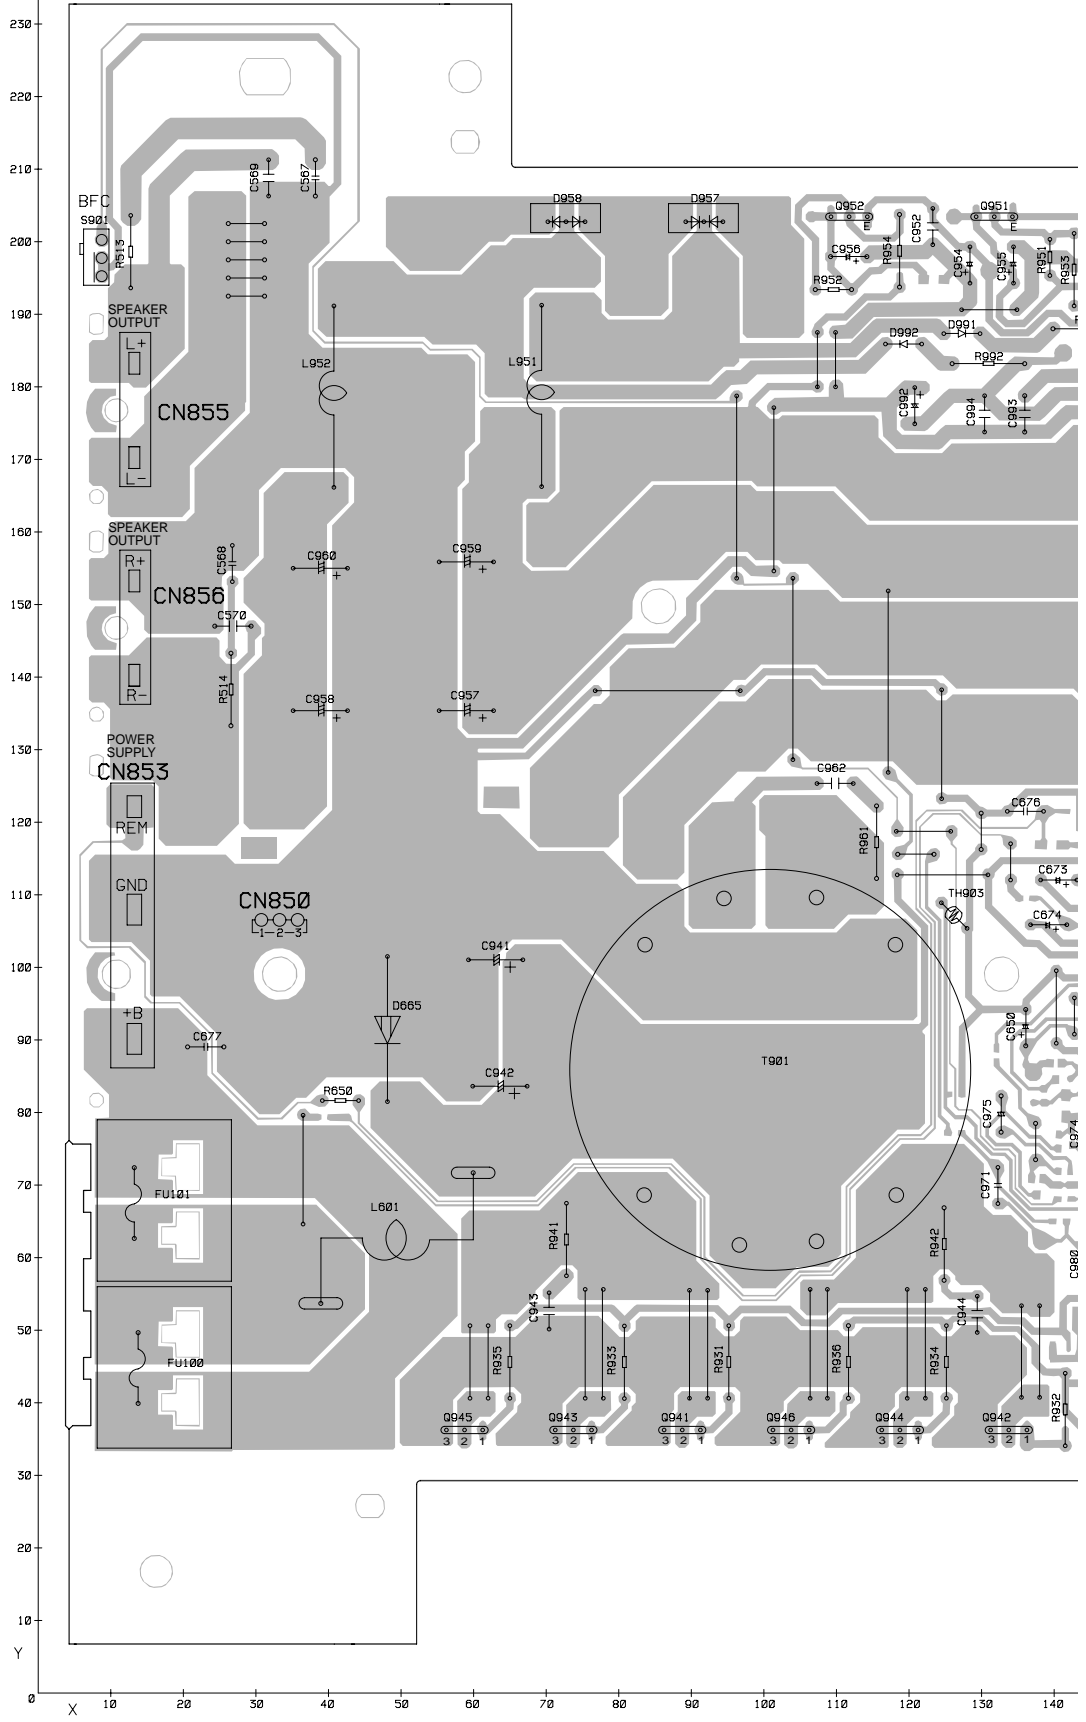 230
220
210
200
190
180
170
160
150
140
130
120
110
100
90
80
70
60
50
40
30
20
10
Y
0
X
10
20
30
40
50
60
70
80
90
100
110
120
130
140
BFC
S901
R513
C569
C567
D958
D957
Q952
E
C952
Q951
E
C956
+
R954
C954
+
C955
+
R951
R953
R952
SPEAKER
OUTPUT
L+
CN855
L-
L952
L951
D992
D991
R992
C992
+
C994
C993
SPEAKER
OUTPUT
R+
CN856
R-
C568
C570
R514
C960
+
C959
+
C958
+
C957
+
POWER
SUPPLY
CN853
REM
GND
+B
C962
R961
C676
C673
+
TH903
C674
+
CN850
1-2-3
C941
+
D665
C677
C942
+
R650
T901
C650
+
C975
C974
C971
C980
FU101
L601
R941
R942
C943
C944
FU100
R935
R933
R931
R936
R934
R932
Q945
3 2 1
Q943
3 2 1
Q941
3 2 1
Q946
3 2 1
Q944
3 2 1
Q942
3 2 1